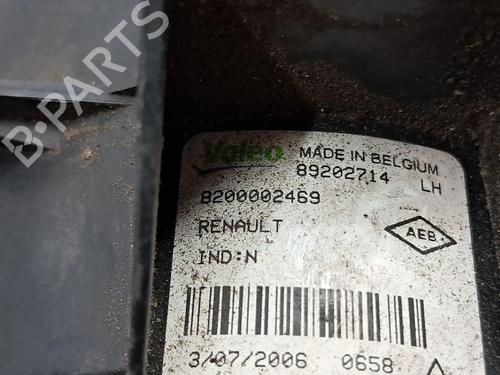 B-PARTS
Valeo
MADE IN BELGIUM
89202714 LH
8200002469
RENAULT
AEB
IND:N
3/07/2006 0658